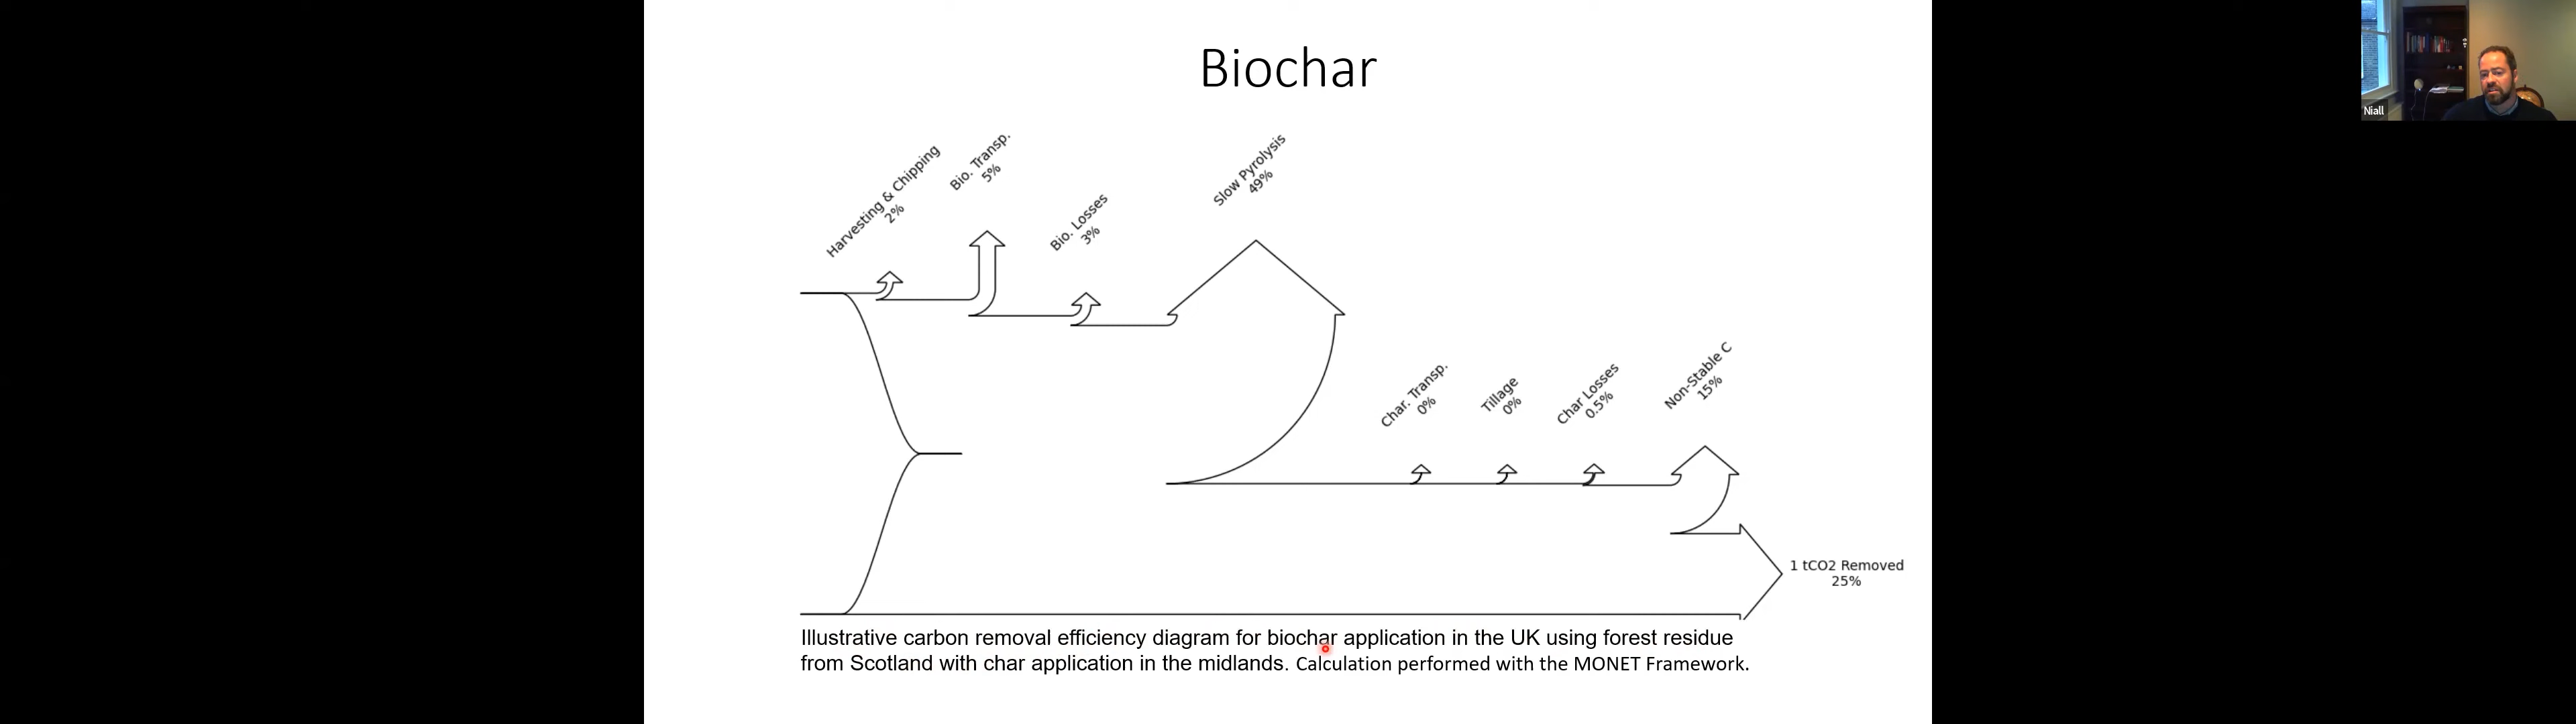 Biochar
Niall
Harvesting & Chipping
2%
Bio. Transp.
5%
Bio. Losses
3%
Slow Pyrolysis
49%
Char. Transp.
0%
Tillage
0%
Char Losses
0.5%
Non-Stable C
15%
1 tCO2 Removed
25%
Illustrative carbon removal efficiency diagram for biochar application in the UK using forest residue
from Scotland with char application in the midlands. Calculation performed with the MONET Framework.